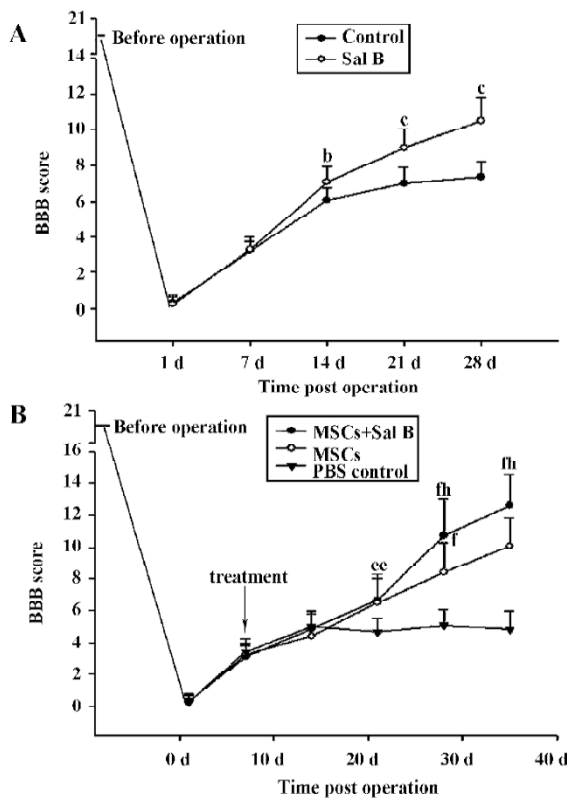 A
21
Before operation
14
12
10
8
6
4
2
0
BBB score
Control
Sal B
b
c
c
1 d
7 d
14 d
21 d
28 d
Time post operation
B
21
Before operation
16
14
12
10
8
6
4
2
0
BBB score
MSCs+Sal B
MSCs
PBS control
treatment
ee
fh
f
fh
0 d
10 d
20 d
30 d
40 d
Time post operation